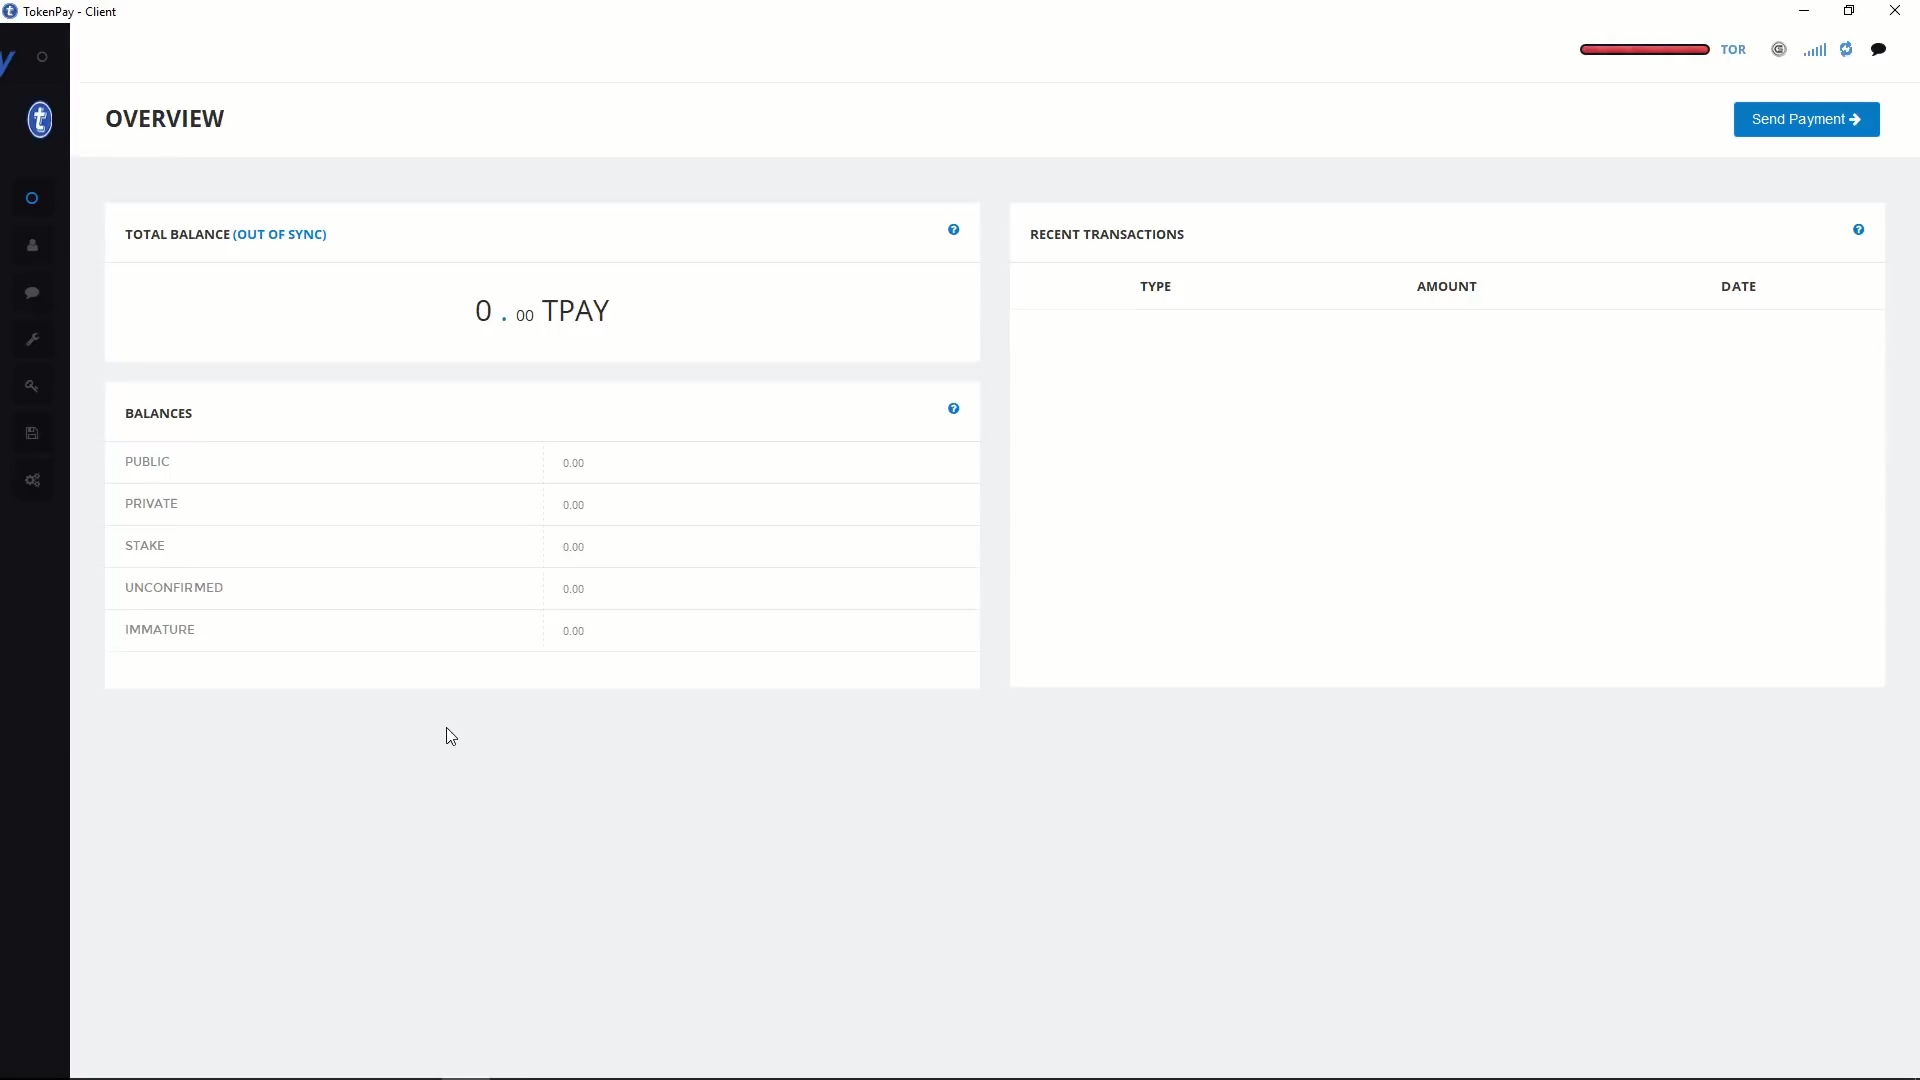 TokenPay - Client
TOR
OVERVIEW
Send Payment
TOTAL BALANCE (OUT OF SYNC)
0 . 00 TPAY
BALANCES
PUBLIC 0.00
PRIVATE 0.00
STAKE 0.00
UNCONFIRMED 0.00
IMMATURE 0.00
RECENT TRANSACTIONS
TYPE AMOUNT DATE